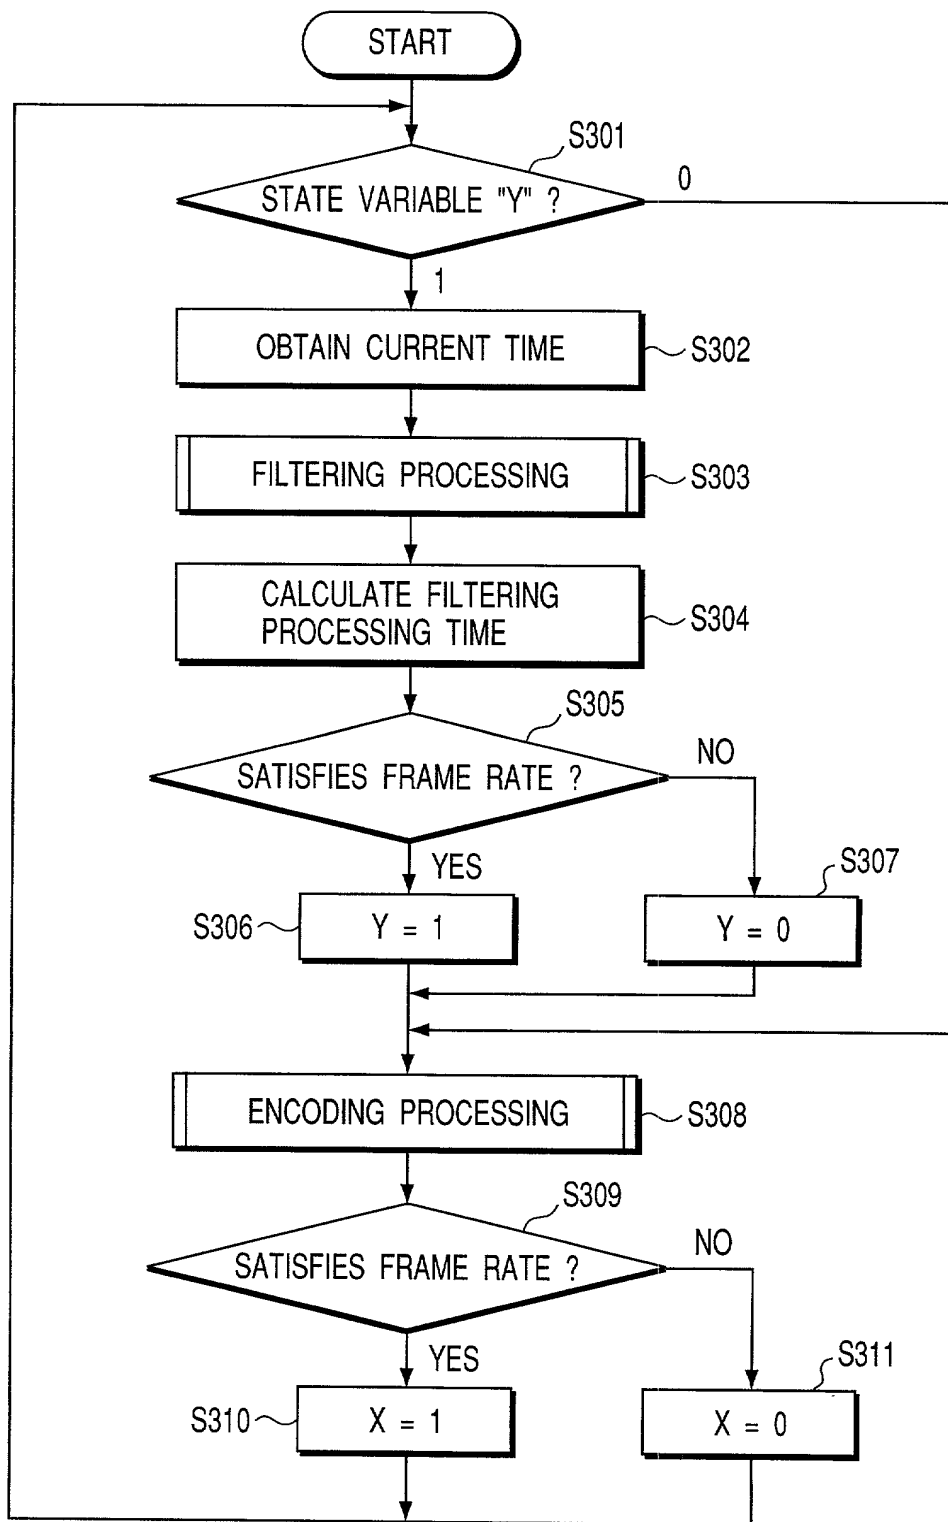 START
S301
STATE VARIABLE "Y" ?
0
1
OBTAIN CURRENT TIME
S302
FILTERING PROCESSING
S303
CALCULATE FILTERING
PROCESSING TIME
S304
S305
SATISFIES FRAME RATE ?
NO
YES
S307
S306
Y = 1
Y = 0
ENCODING PROCESSING
S308
S309
SATISFIES FRAME RATE ?
NO
YES
S311
S310
X = 1
X = 0